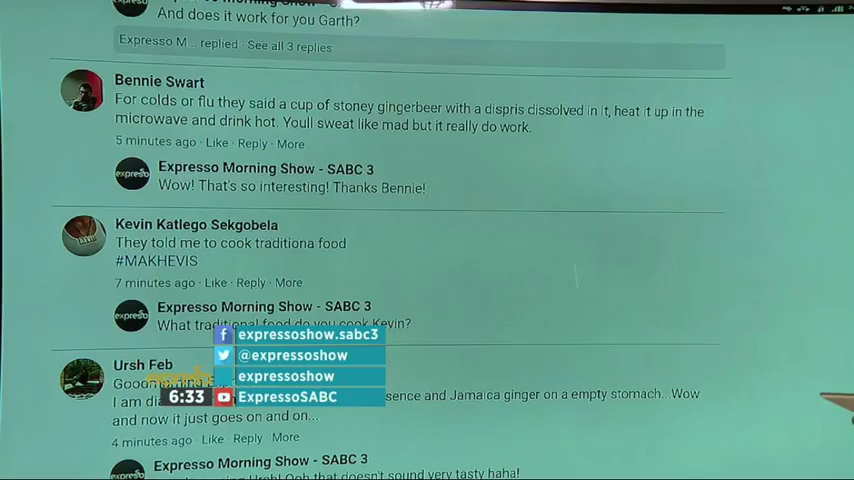 And does it work for you Garth?
Expresso M... replied · See all 3 replies
Bennie Swart
For colds or flu they said a cup of stoney gingerbeer with a dispris dissolved in it, heat it up in the
microwave and drink hot. Youll sweat like mad but it really do work.
5 minutes ago · Like · Reply · More
expresso
Expresso Morning Show - SABC 3
Wow! That's so interesting! Thanks Bennie!
Kevin Katlego Sekgobela
They told me to cook traditiona food
#MAKHEVIS
7 minutes ago · Like · Reply · More
expresso
Expresso Morning Show - SABC 3
What traditional food do you cook Kevin?
expressoshow.sabc3
@expressoshow
expressoshow
ExpressoSABC
expresso
6:33
Ursh Feb
I am
sence and Jamaica ginger on a empty stomach...Wow
and now it just goes on and on...
4 minutes ago · Like · Reply · More
expresso
Expresso Morning Show - SABC 3
Ooh that doesn't sound very tasty haha!